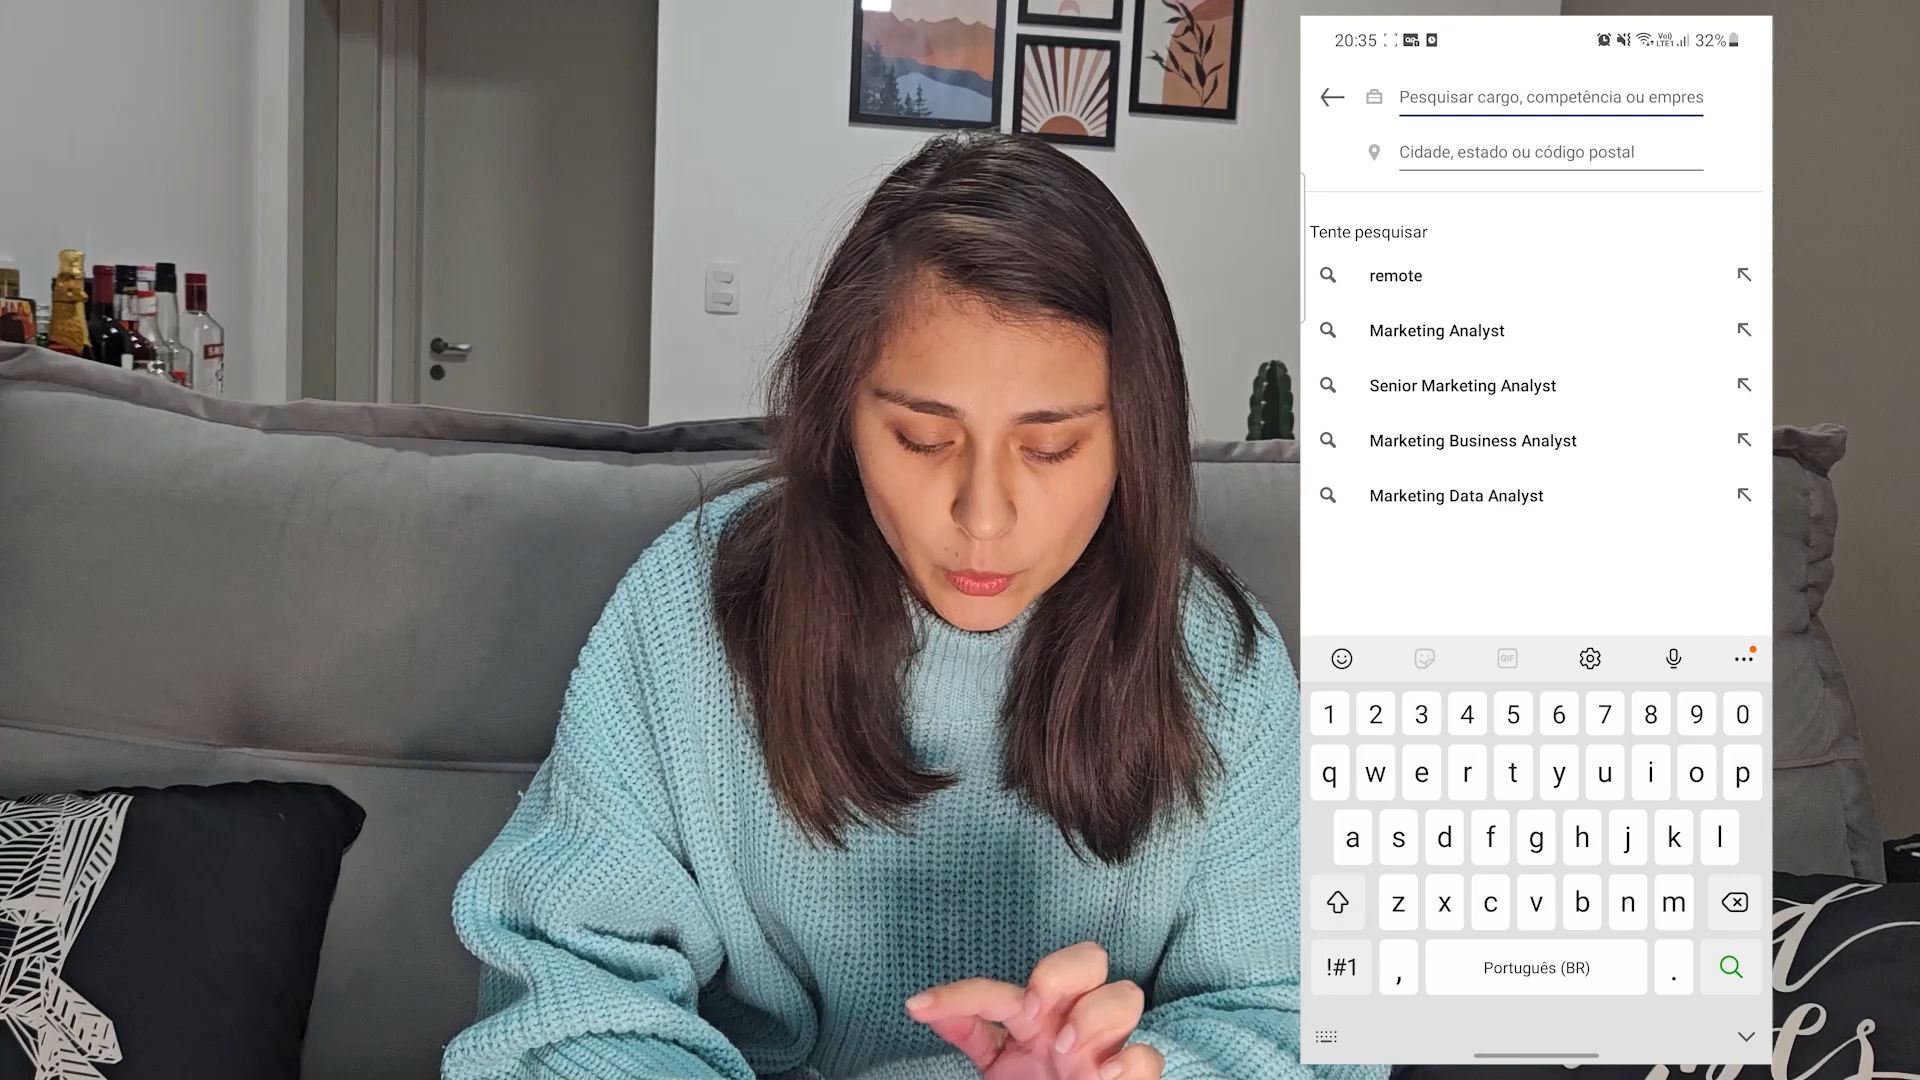 20:35 VoLTE1 32%
Pesquisar cargo, competência ou empres
Cidade, estado ou código postal
Tente pesquisar
remote
Marketing Analyst
Senior Marketing Analyst
Marketing Business Analyst
Marketing Data Analyst
GIF
1 2 3 4 5 6 7 8 9 0
q w e r t y u i o p
a s d f g h j k l
z x c v b n m
!#1 , Português (BR) .